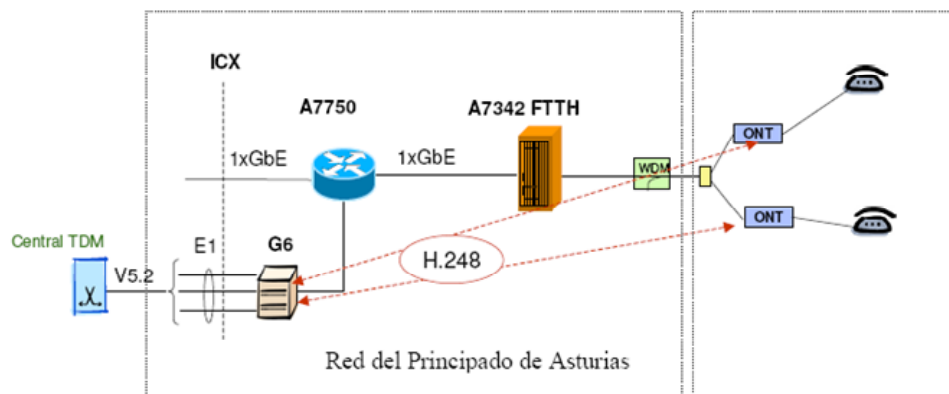 ICX
A7750
A7342 FTTH
1xGbE
1xGbE
WDM
ONT
ONT
Central TDM
V5.2
E1
G6
H.248
Red del Principado de Asturias